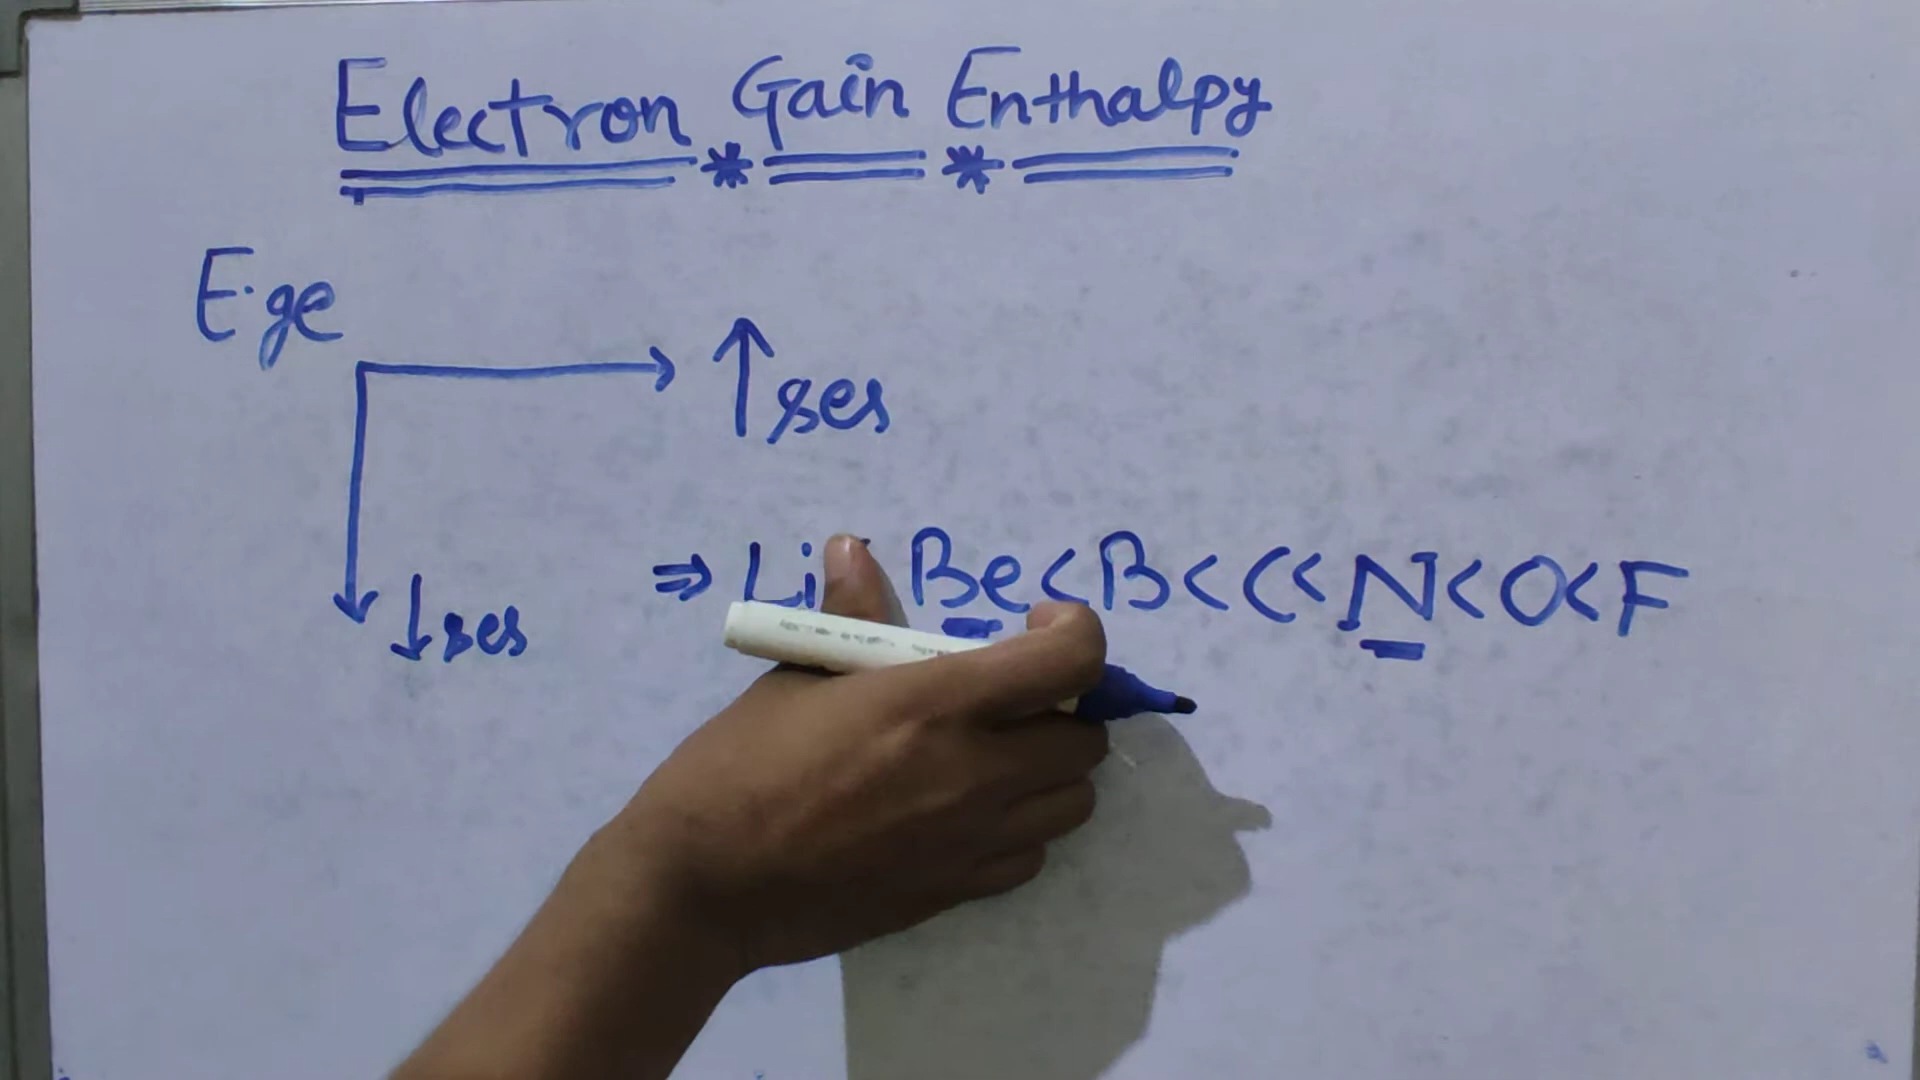 Electron Gain Enthalpy
E·ge
↑ses
↓ses
⇒ Li Be<B<C<N<O<F